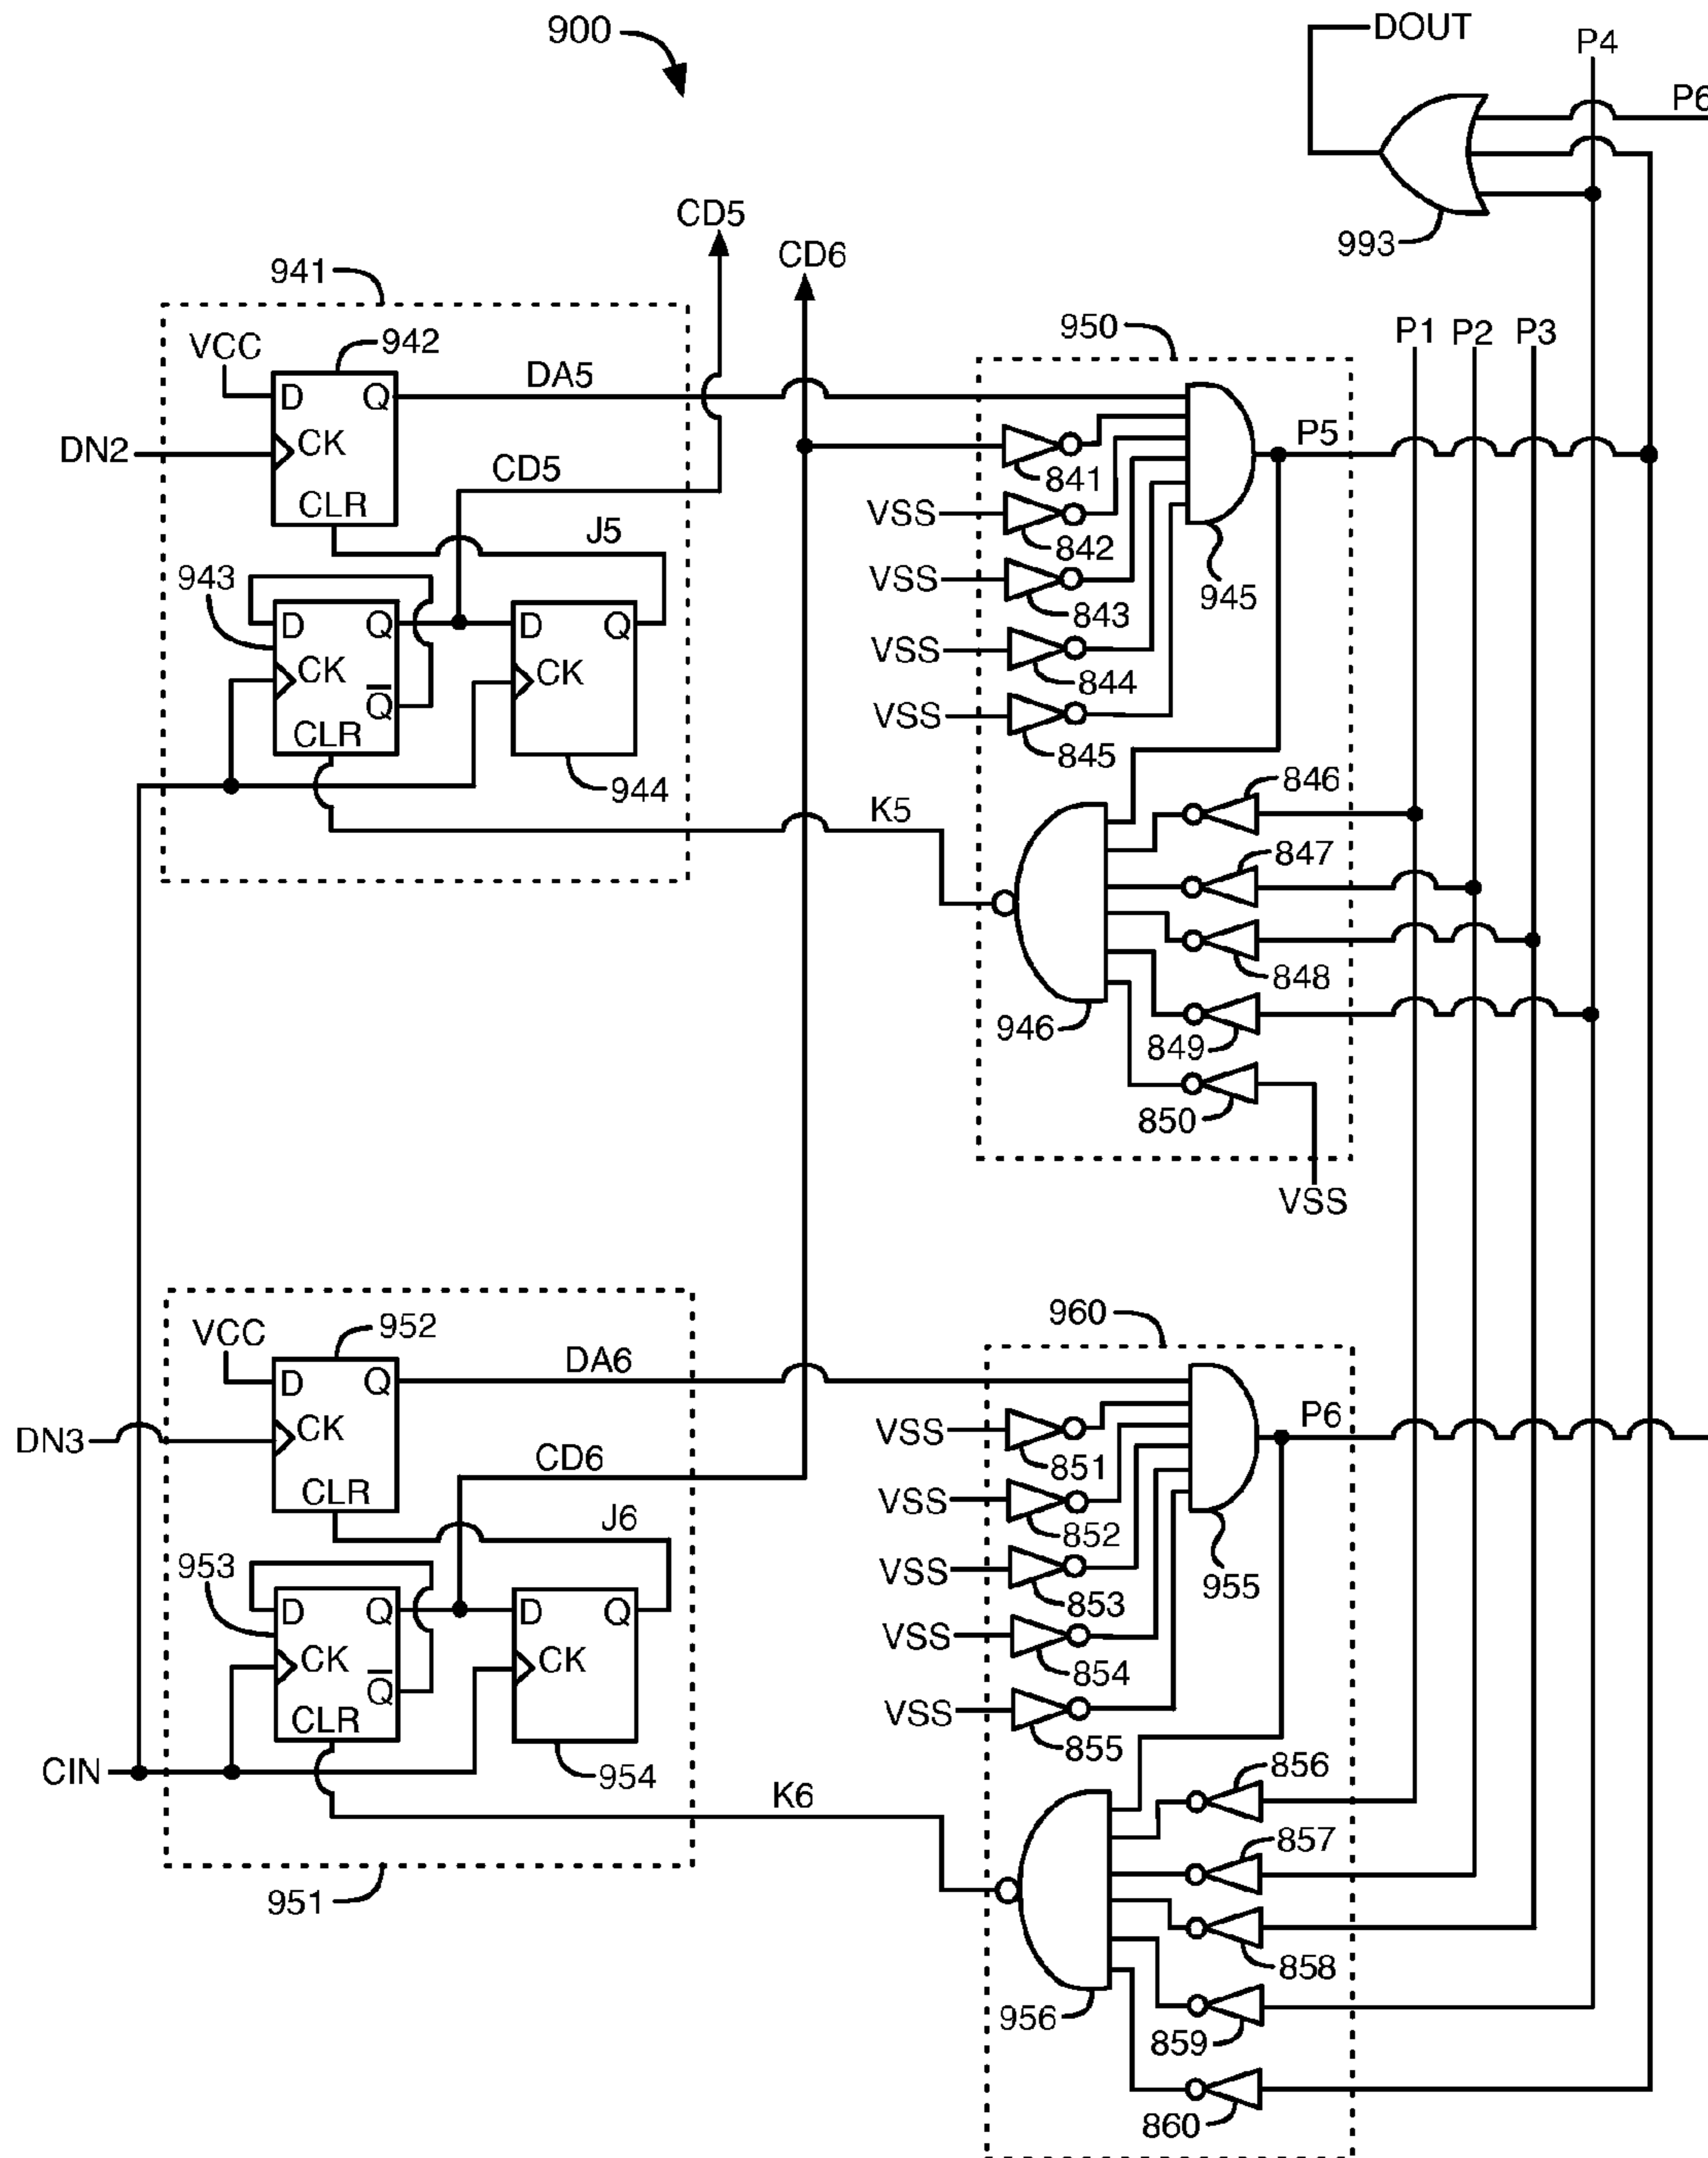 900
DOUT
P4
P6
993
CD5
CD6
941
VCC
942
D Q
CK
CLR
DN2
DA5
CD5
J5
943
D Q
CK
Q̅
CLR
D Q
CK
944
K5
950
P1 P2 P3
P5
841
VSS
842
VSS
843
VSS
844
VSS
845
945
846
847
848
946
849
850
VSS
VCC
952
D Q
CK
CLR
DN3
DA6
CD6
J6
953
D Q
CK
Q̅
CLR
D Q
CK
954
CIN
K6
951
960
P6
VSS
851
VSS
852
VSS
853
VSS
854
VSS
855
955
856
857
858
956
859
860